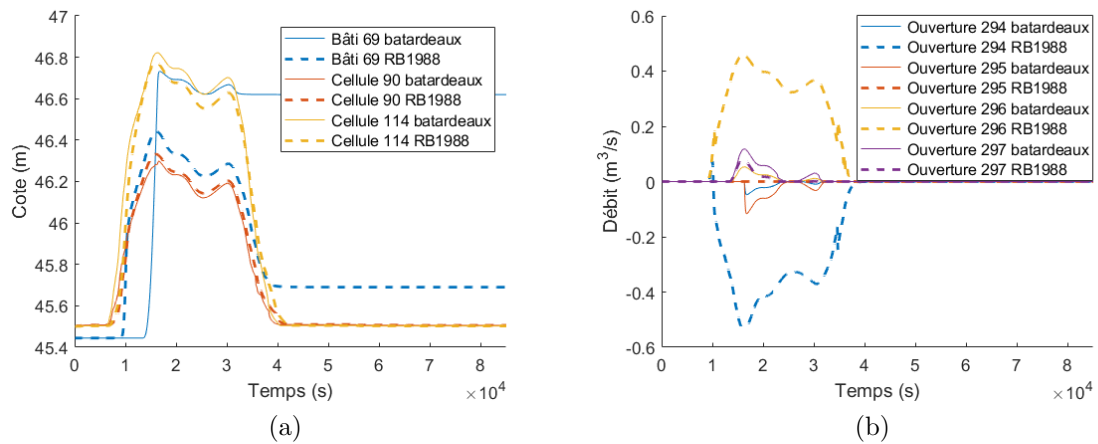 47
46.8
46.6
46.4
46.2
46
45.8
45.6
45.4
Cote (m)
Bâti 69 batardeaux
Bâti 69 RB1988
Cellule 90 batardeaux
Cellule 90 RB1988
Cellule 114 batardeaux
Cellule 114 RB1988
0 1 2 3 4 5 6 7 8
Temps (s)
×10^4
(a)
0.6
0.4
0.2
0
-0.2
-0.4
-0.6
Débit (m^3/s)
Ouverture 294 batardeaux
Ouverture 294 RB1988
Ouverture 295 batardeaux
Ouverture 295 RB1988
Ouverture 296 batardeaux
Ouverture 296 RB1988
Ouverture 297 batardeaux
Ouverture 297 RB1988
0 1 2 3 4 5 6 7 8
Temps (s)
×10^4
(b)